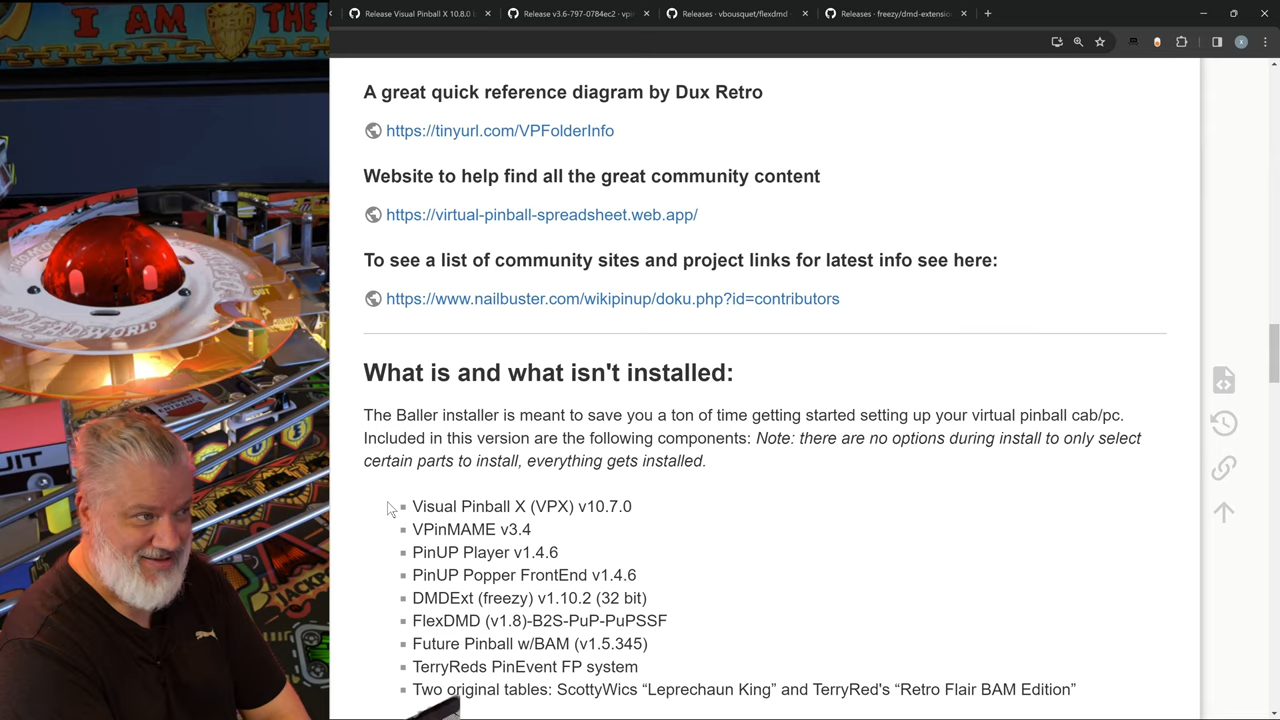 I AM THE
Release Visual Pinball X 10.8.0
Release v3.6-797-0784ec2 · vpi
Releases · vbousquet/flexdmd
Releases · freezy/dmd-extensio
A great quick reference diagram by Dux Retro
https://tinyurl.com/VPFolderInfo
Website to help find all the great community content
https://virtual-pinball-spreadsheet.web.app/
To see a list of community sites and project links for latest info see here:
https://www.nailbuster.com/wikipinup/doku.php?id=contributors
What is and what isn't installed:
The Baller installer is meant to save you a ton of time getting started setting up your virtual pinball cab/pc.
Included in this version are the following components: Note: there are no options during install to only select
certain parts to install, everything gets installed.
Visual Pinball X (VPX) v10.7.0
VPinMAME v3.4
PinUP Player v1.4.6
PinUP Popper FrontEnd v1.4.6
DMDExt (freezy) v1.10.2 (32 bit)
FlexDMD (v1.8)-B2S-PuP-PuPSSF
Future Pinball w/BAM (v1.5.345)
TerryReds PinEvent FP system
Two original tables: ScottyWics “Leprechaun King” and TerryRed's “Retro Flair BAM Edition”
DEADWORLD
UIT
JACKPOT